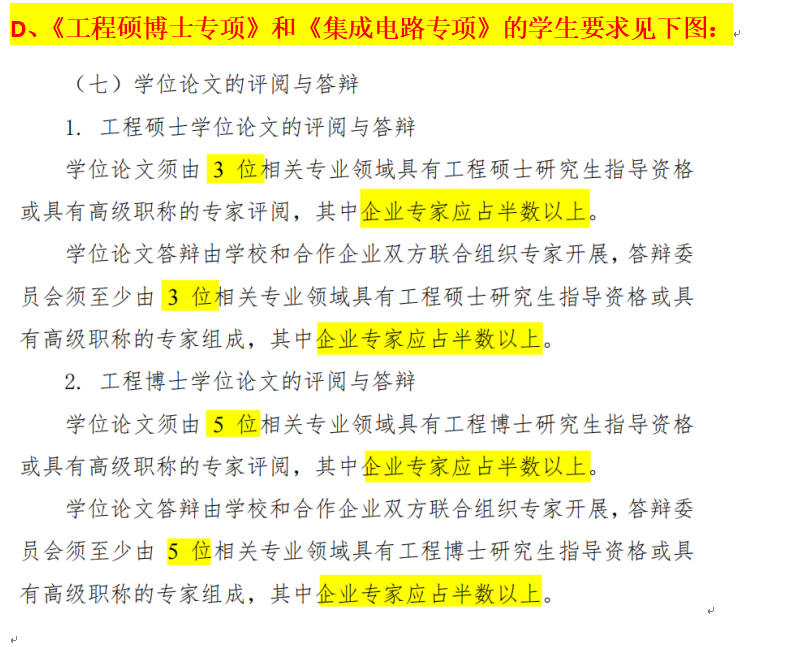 D、《工程硕博士专项》和《集成电路专项》的学生要求见下图：
（七）学位论文的评阅与答辩
1. 工程硕士学位论文的评阅与答辩
学位论文须由 3 位相关专业领域具有工程硕士研究生指导资格
或具有高级职称的专家评阅，其中企业专家应占半数以上。
学位论文答辩由学校和合作企业双方联合组织专家开展，答辩委
员会须至少由 3 位相关专业领域具有工程硕士研究生指导资格或具
有高级职称的专家组成，其中企业专家应占半数以上。
2. 工程博士学位论文的评阅与答辩
学位论文须由 5 位相关专业领域具有工程博士研究生指导资格
或具有高级职称的专家评阅，其中企业专家应占半数以上。
学位论文答辩由学校和合作企业双方联合组织专家开展，答辩委
员会须至少由 5 位相关专业领域具有工程博士研究生指导资格或具
有高级职称的专家组成，其中企业专家应占半数以上。